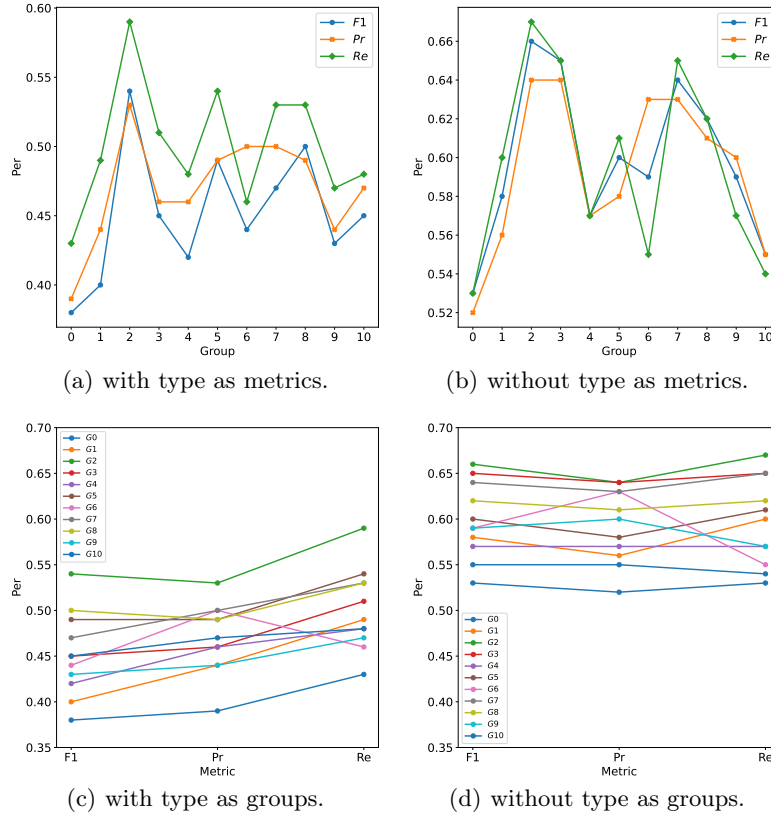 0.60
0.55
0.50
0.45
0.40
Per
F1
Pr
Re
0 1 2 3 4 5 6 7 8 9 10
Group
(a) with type as metrics.
0.66
0.64
0.62
0.60
0.58
0.56
0.54
0.52
Per
F1
Pr
Re
0 1 2 3 4 5 6 7 8 9 10
Group
(b) without type as metrics.
0.70
0.65
0.60
0.55
0.50
0.45
0.40
0.35
Per
G0
G1
G2
G3
G4
G5
G6
G7
G8
G9
G10
F1 Pr Re
Metric
(c) with type as groups.
0.70
0.65
0.60
0.55
0.50
0.45
0.40
0.35
Per
G0
G1
G2
G3
G4
G5
G6
G7
G8
G9
G10
F1 Pr Re
Metric
(d) without type as groups.